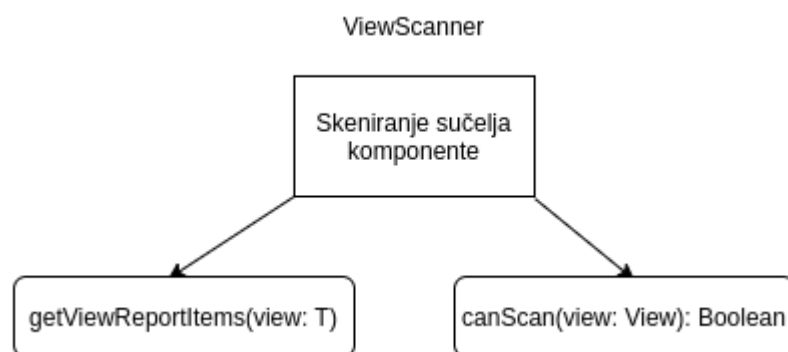 ViewScanner
Skeniranje sučelja
komponente
getViewReportItems(view: T)
canScan(view: View): Boolean